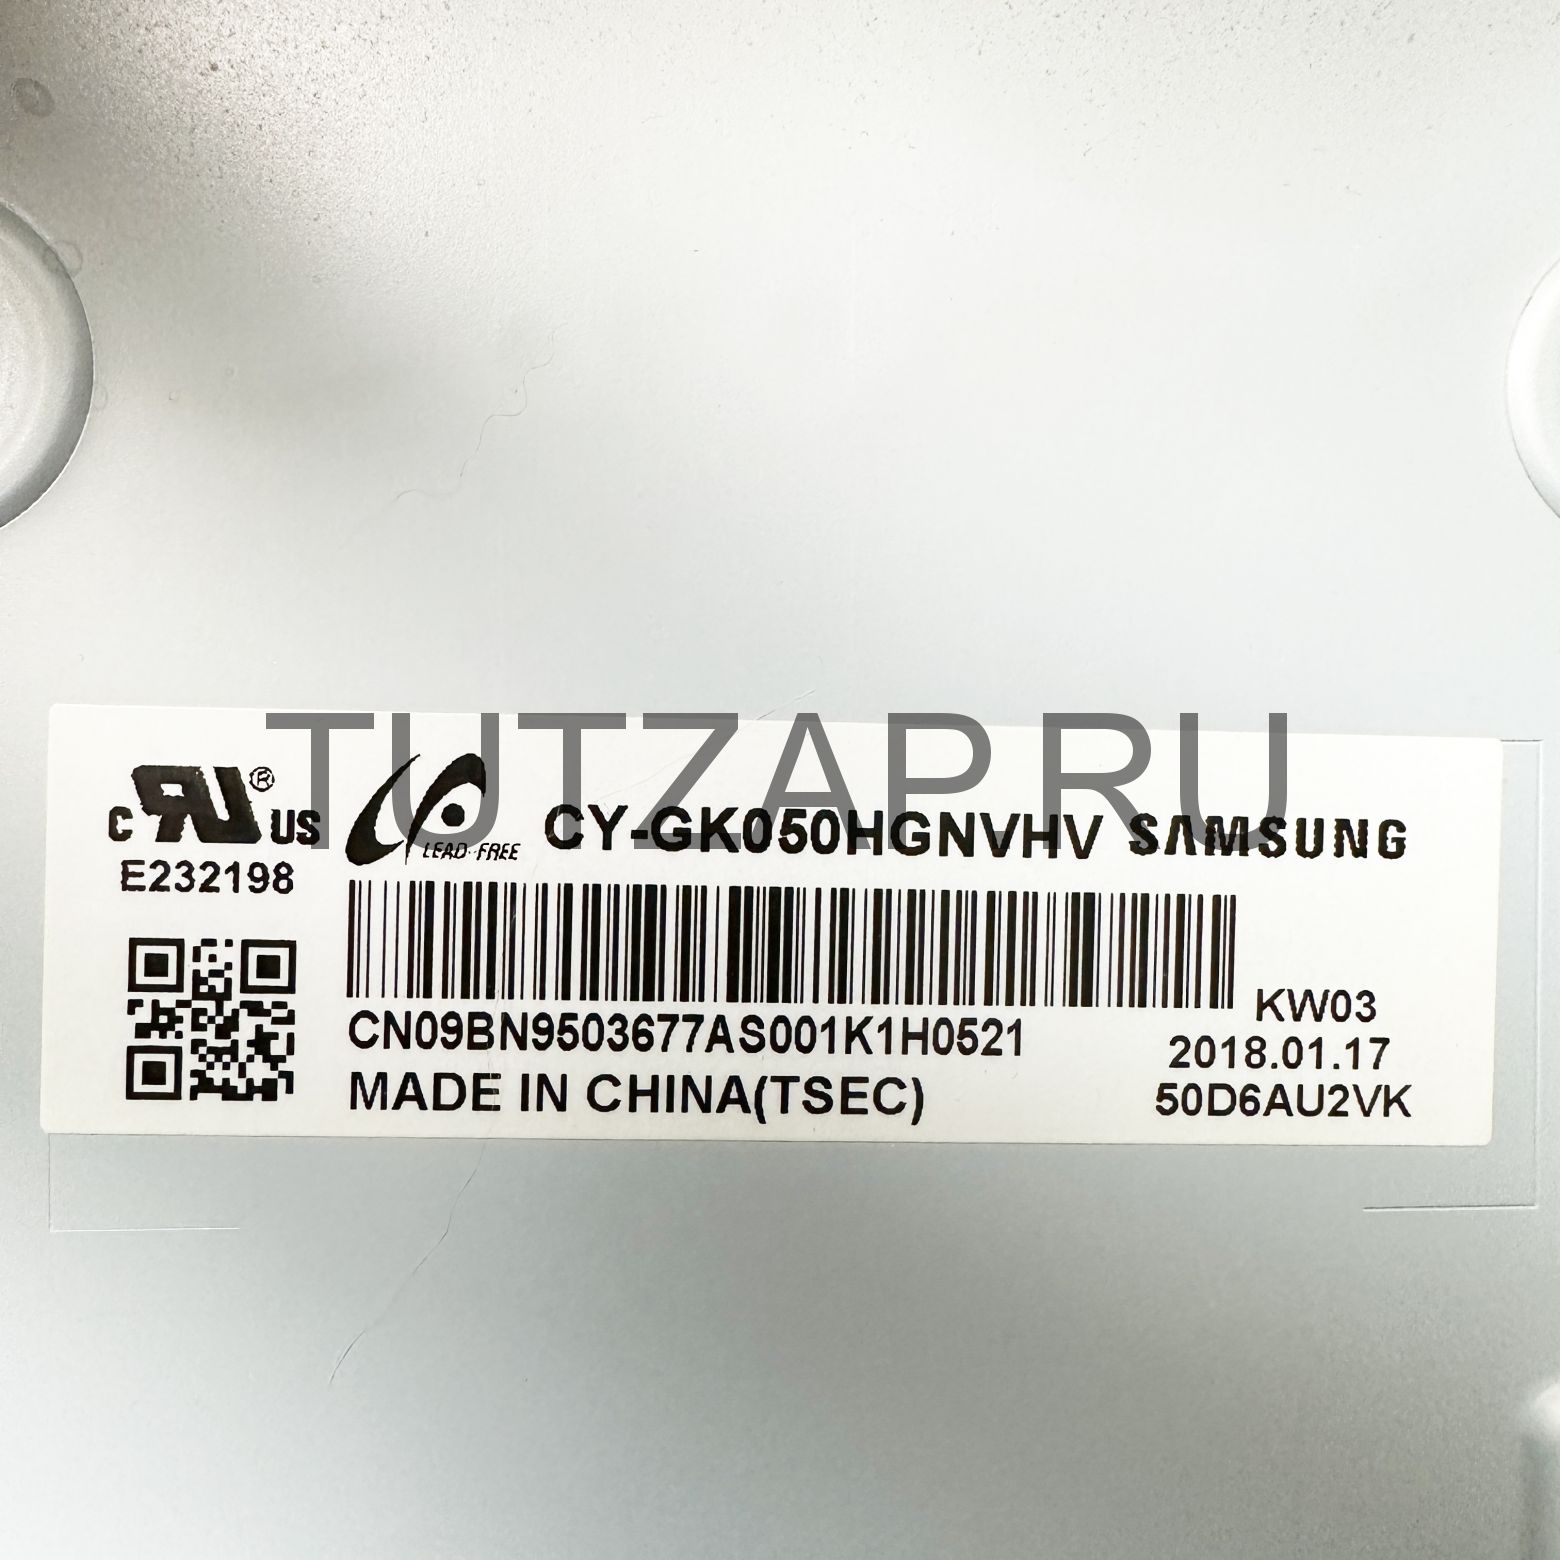 TUTZAP.RU
c RU ® US
LEAD-FREE
CY-GK050HGNVHV SAMSUNG
E232198
KW03
CN09BN9503677AS001K1H0521
2018.01.17
MADE IN CHINA(TSEC)
50D6AU2VK